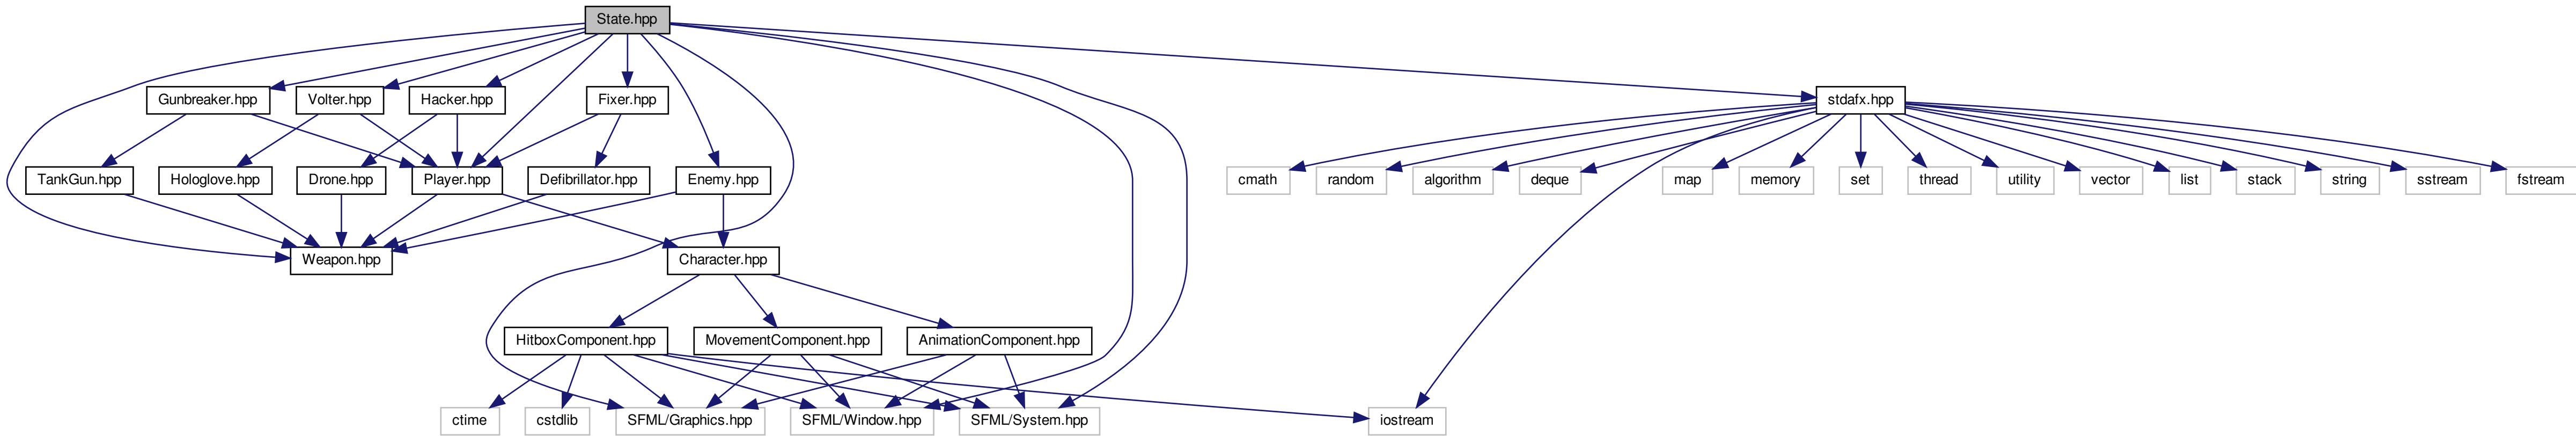 State.hpp
Gunbreaker.hpp
Volter.hpp
Hacker.hpp
Fixer.hpp
stdafx.hpp
TankGun.hpp
Hologlove.hpp
Drone.hpp
Player.hpp
Defibrillator.hpp
Enemy.hpp
cmath
random
algorithm
deque
map
memory
set
thread
utility
vector
list
stack
string
sstream
fstream
Weapon.hpp
Character.hpp
HitboxComponent.hpp
MovementComponent.hpp
AnimationComponent.hpp
ctime
cstdlib
SFML/Graphics.hpp
SFML/Window.hpp
SFML/System.hpp
iostream